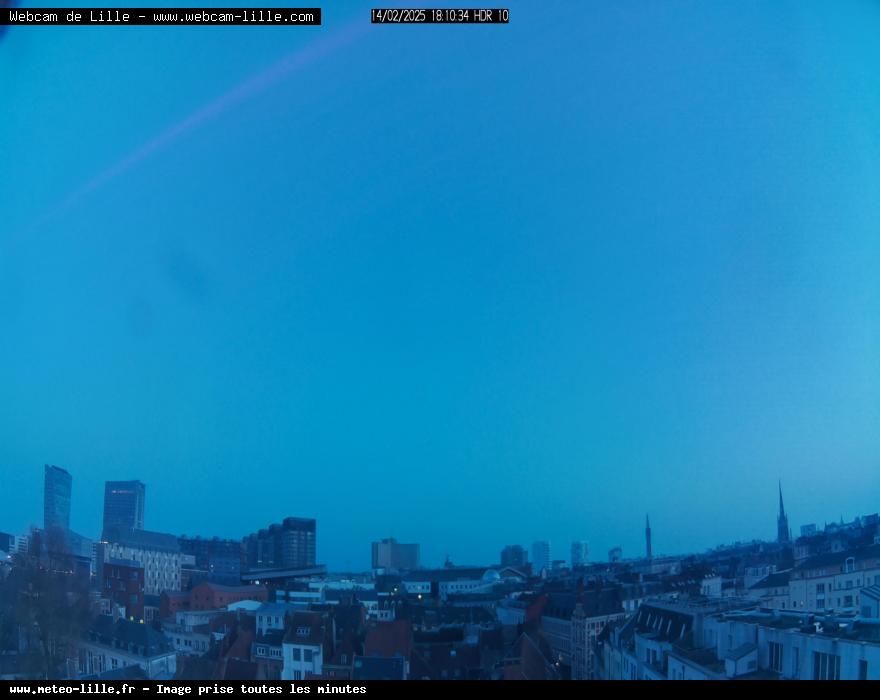 Webcam de Lille - www.webcam-lille.com
14/02/2025 18:10:34 HDR 10
www.meteo-lille.fr - Image prise toutes les minutes